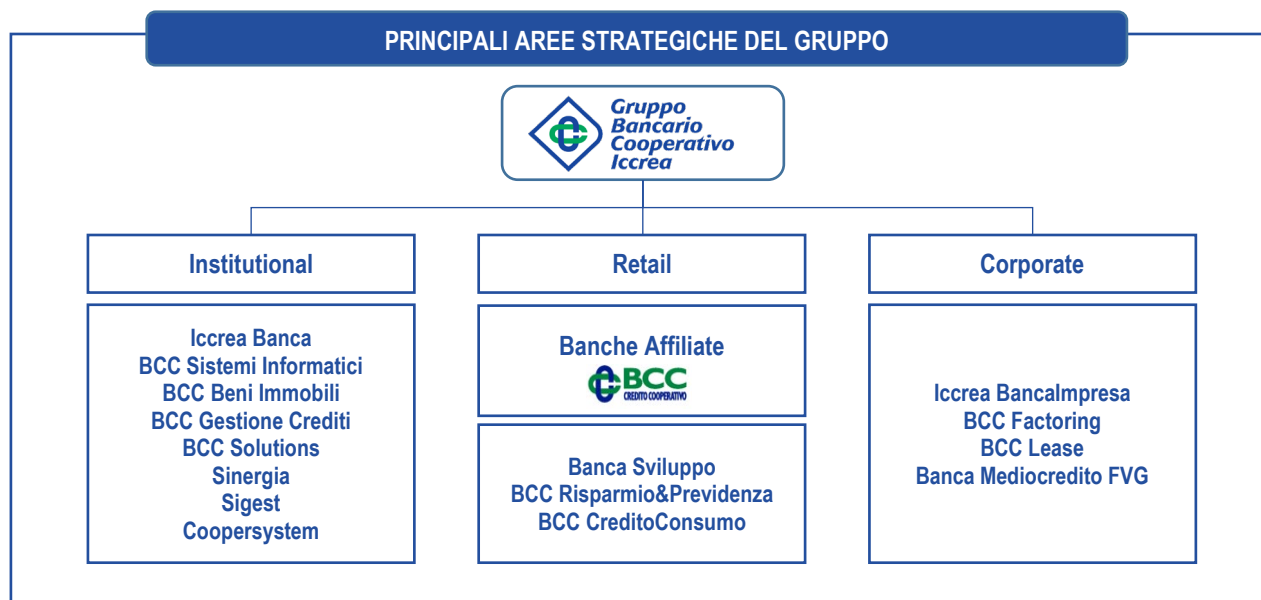 PRINCIPALI AREE STRATEGICHE DEL GRUPPO
Gruppo
Bancario
Cooperativo
Iccrea
Institutional
Iccrea Banca
BCC Sistemi Informatici
BCC Beni Immobili
BCC Gestione Crediti
BCC Solutions
Sinergia
Sigest
Coopersystem
Retail
Banche Affiliate
BCC
CREDITO COOPERATIVO
Banca Sviluppo
BCC Risparmio&Previdenza
BCC CreditoConsumo
Corporate
Iccrea BancaImpresa
BCC Factoring
BCC Lease
Banca Mediocredito FVG